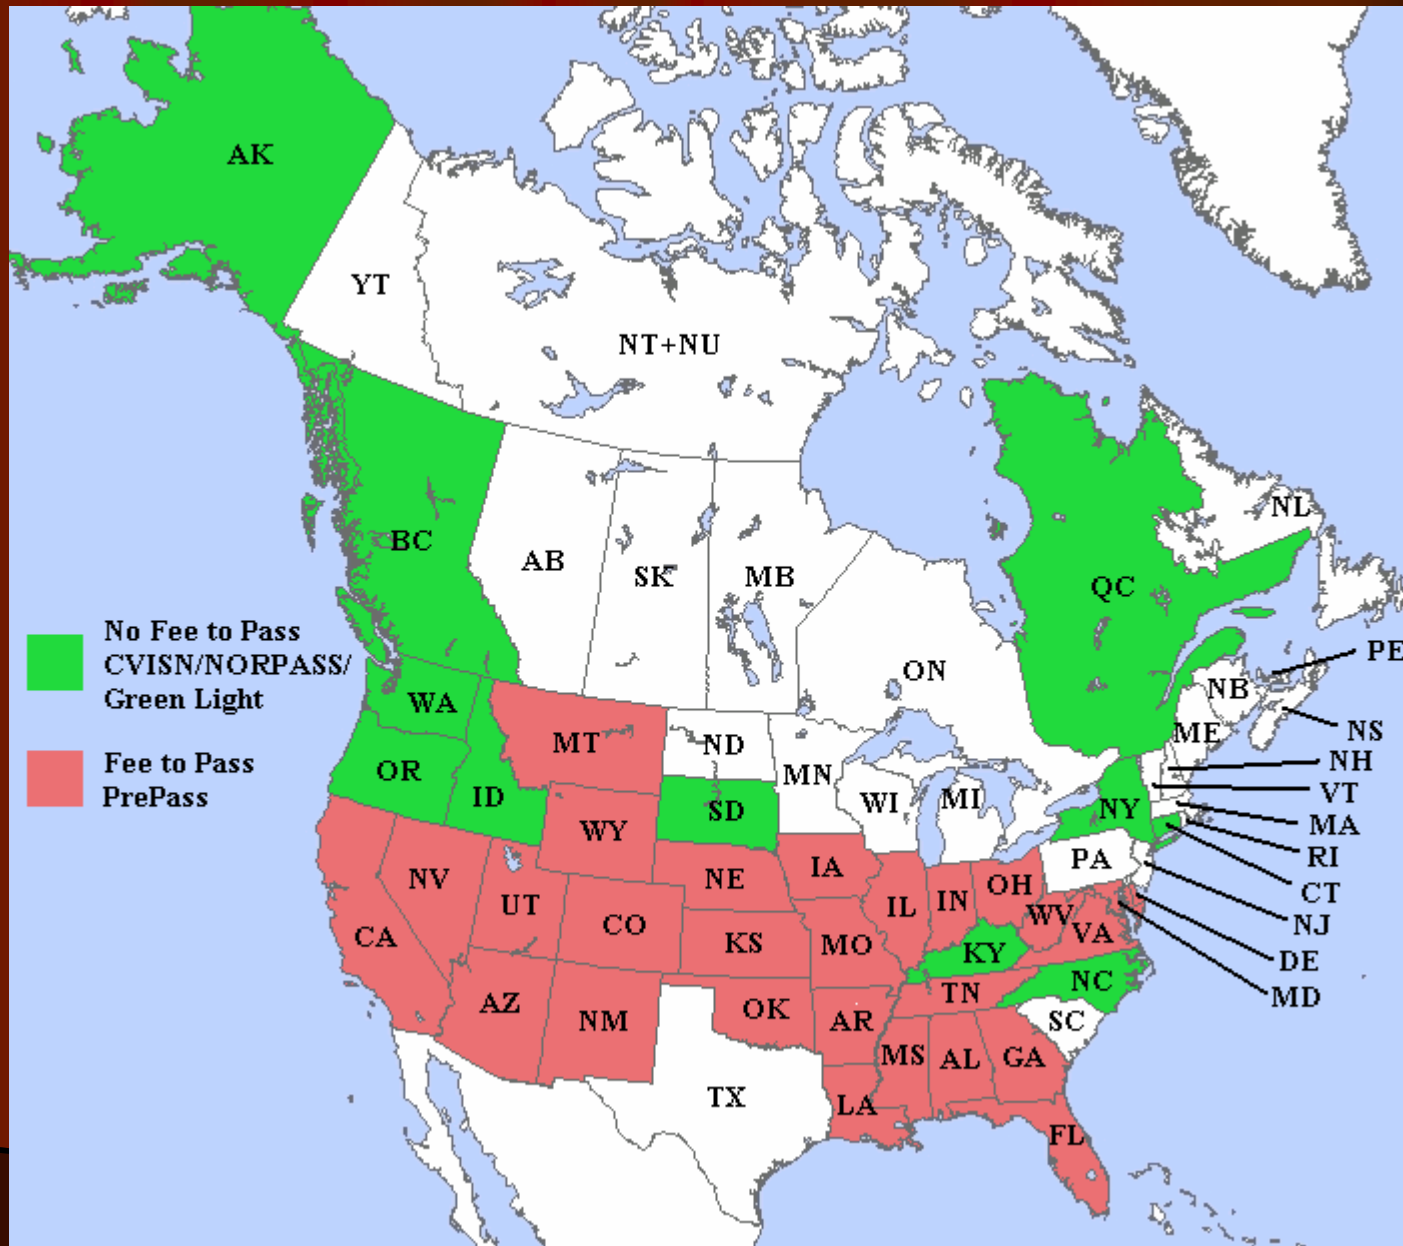 AK
YT
NT+NU
NL
BC
AB
SK
MB
QC
No Fee to Pass
CVISN/NORPASS/
Green Light
ON
PE
NB
WA
NS
ME
MT
ND
NH
OR
MN
VT
ID
WI
MI
NY
SD
MA
WY
RI
Fee to Pass
PrePass
PA
IA
NV
NE
OH
CT
UT
IL
IN
WV
NJ
CO
VA
CA
KS
MO
KY
DE
NC
TN
MD
AZ
OK
NM
AR
SC
MS
AL
GA
TX
LA
FL